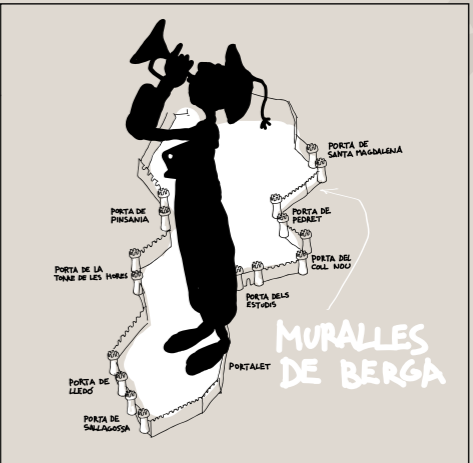 PORTA DE
SANTA MAGDALENA
PORTA DE
PINSANIA
PORTA DE
PEDRET
PORTA DEL
COLL NOU
PORTA DE LA
TORRE DE LES HORES
PORTA DELS
ESTUDIS
MURALLES
DE BERGA
PORTALET
PORTA DE
LLEDÓ
PORTA DE
SALLAGOSSA